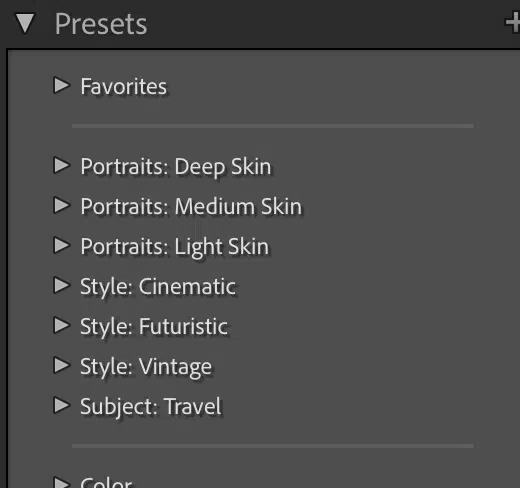 Presets
Favorites
Portraits: Deep Skin
Portraits: Medium Skin
Portraits: Light Skin
Style: Cinematic
Style: Futuristic
Style: Vintage
Subject: Travel
Color